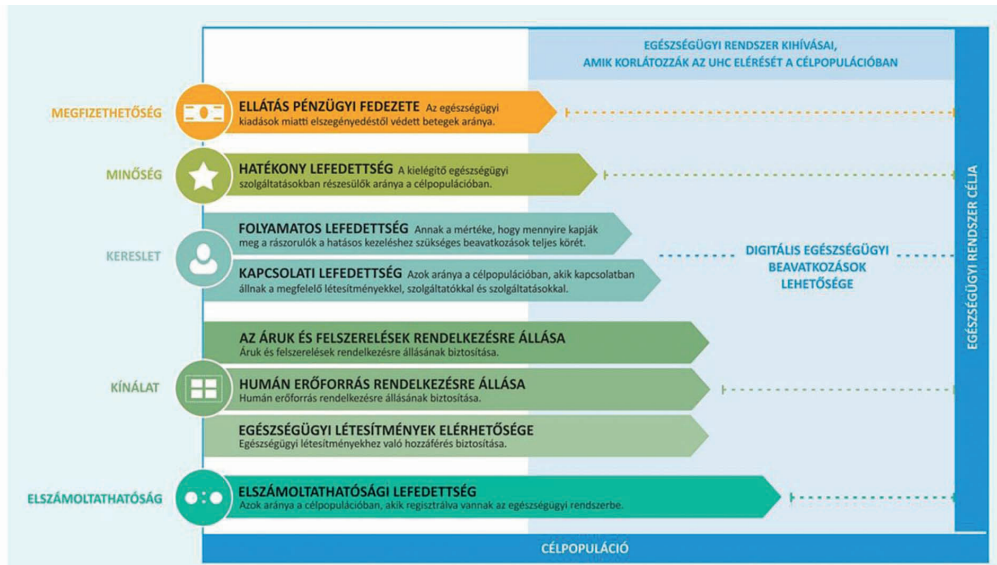 EGÉSZSÉGÜGYI RENDSZER KIHÍVÁSAI,
AMIK KORLÁTOZZÁK AZ UHC ELÉRÉSÉT A CÉLPOPULÁCIÓBAN
MEGFIZETHETŐSÉG
ELLÁTÁS PÉNZÜGYI FEDEZETE Az egészségügyi
kiadások miatti elszegényedéstől védett betegek aránya.
MINŐSÉG
HATÉKONY LEFEDETTSÉG A kielégítő egészségügyi
szolgáltatásokban részesülők aránya a célpopulációban.
KERESLET
FOLYAMATOS LEFEDETTSÉG Annak a mértéke, hogy mennyire kapják
meg a rászorulók a hatásos kezeléshez szükséges beavatkozások teljes körét.
KAPCSOLATI LEFEDETTSÉG Azok aránya a célpopulációban, akik kapcsolatban
állnak a megfelelő létesítményekkel, szolgáltatókkal és szolgáltatásokkal.
DIGITÁLIS EGÉSZSÉGÜGYI
BEAVATKOZÁSOK
LEHETŐSÉGE
KÍNÁLAT
AZ ÁRUK ÉS FELSZERELÉSEK RENDELKEZÉSRE ÁLLÁSA
Áruk és felszerelések rendelkezésre állásának biztosítása.
HUMÁN ERŐFORRÁS RENDELKEZÉSRE ÁLLÁSA
Humán erőforrás rendelkezésre állásának biztosítása.
EGÉSZSÉGÜGYI LÉTESÍTMÉNYEK ELÉRHETŐSÉGE
Egészségügyi létesítményekhez való hozzáférés biztosítása.
ELSZÁMOLTATHATÓSÁG
ELSZÁMOLTATHATÓSÁGI LEFEDETTSÉG
Azok aránya a célpopulációban, akik regisztrálva vannak az egészségügyi rendszerbe.
EGÉSZSÉGÜGYI RENDSZER CÉLJA
CÉLPOPULÁCIÓ